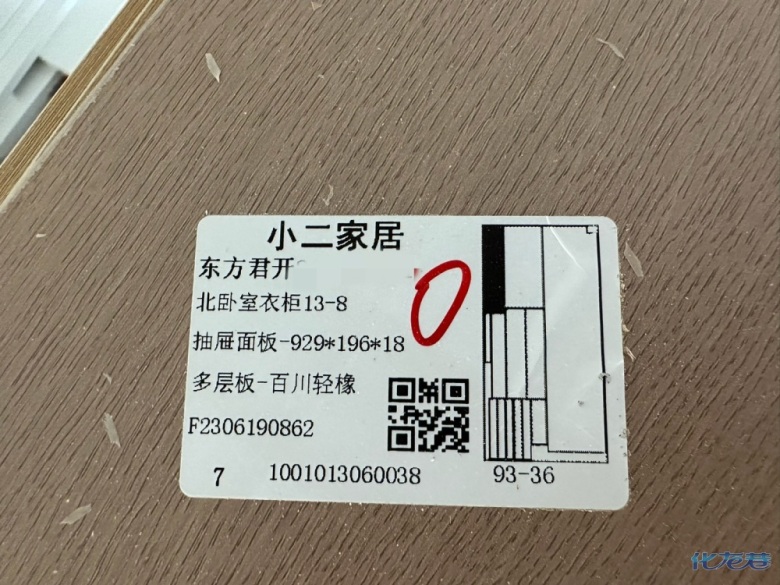 小二家居
东方君开
北卧室衣柜13-8
抽屉面板-929*196*18
多层板-百川轻橡
F2306190862
7 1001013060038 93-36
化龙巷